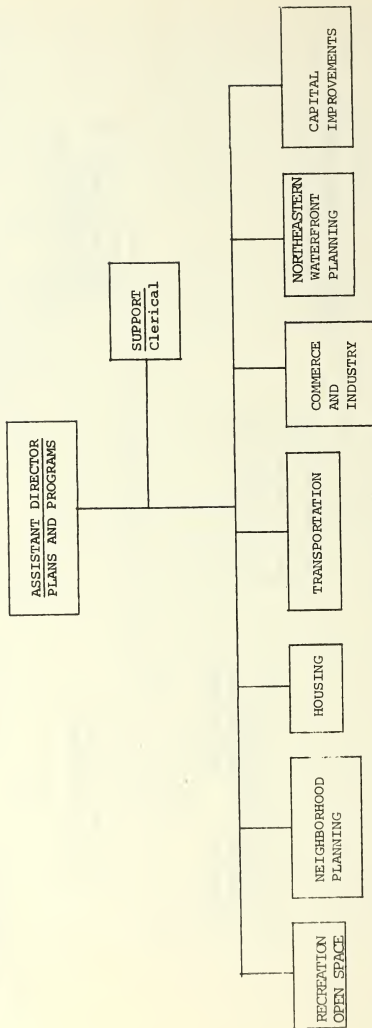 ASSISTANT DIRECTOR
PLANS AND PROGRAMS
SUPPORT
Clerical
RECREATION
OPEN SPACE
NEIGHBORHOOD
PLANNING
HOUSING
TRANSPORTATION
COMMERCE
AND
INDUSTRY
NORTHEASTERN
WATERFRONT
PLANNING
CAPITAL
IMPROVEMENTS